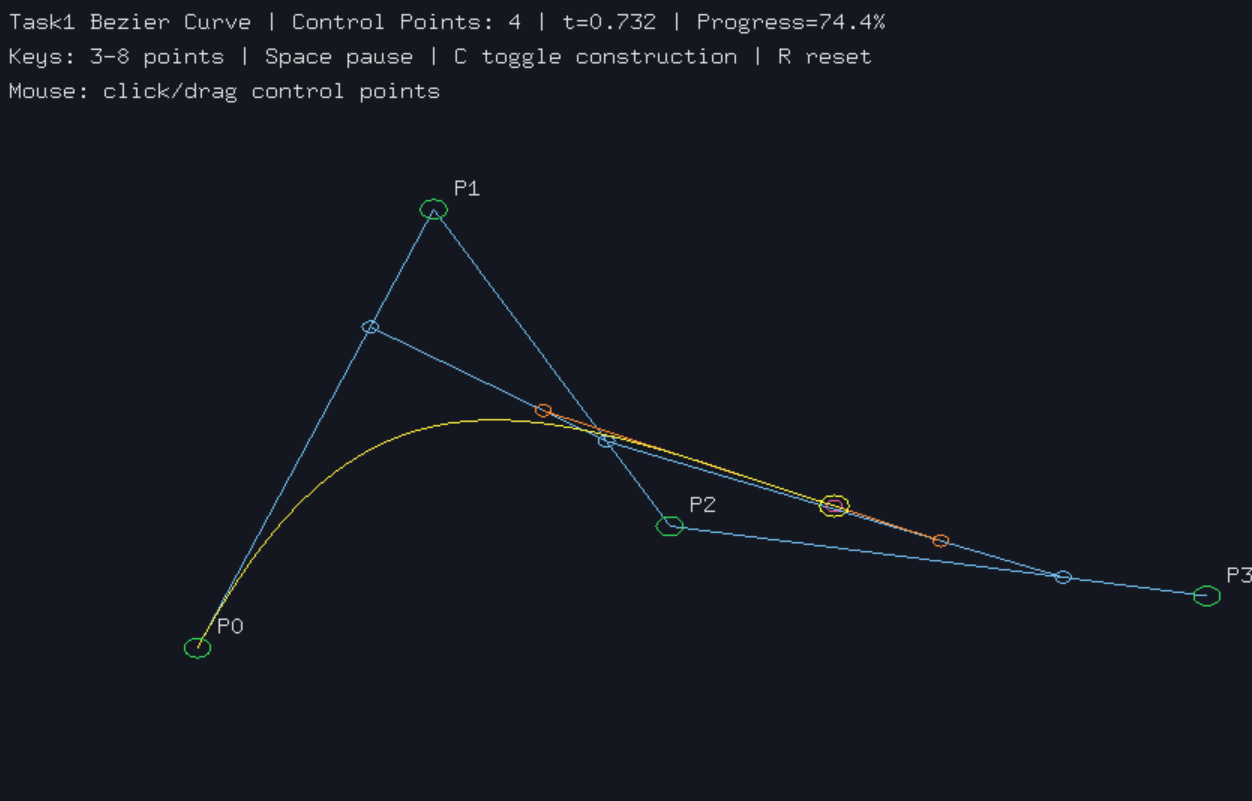 Task1 Bezier Curve | Control Points: 4 | t=0.732 | Progress=74.4%
Keys: 3-8 points | Space pause | C toggle construction | R reset
Mouse: click/drag control points
P1
P2
P3
P0